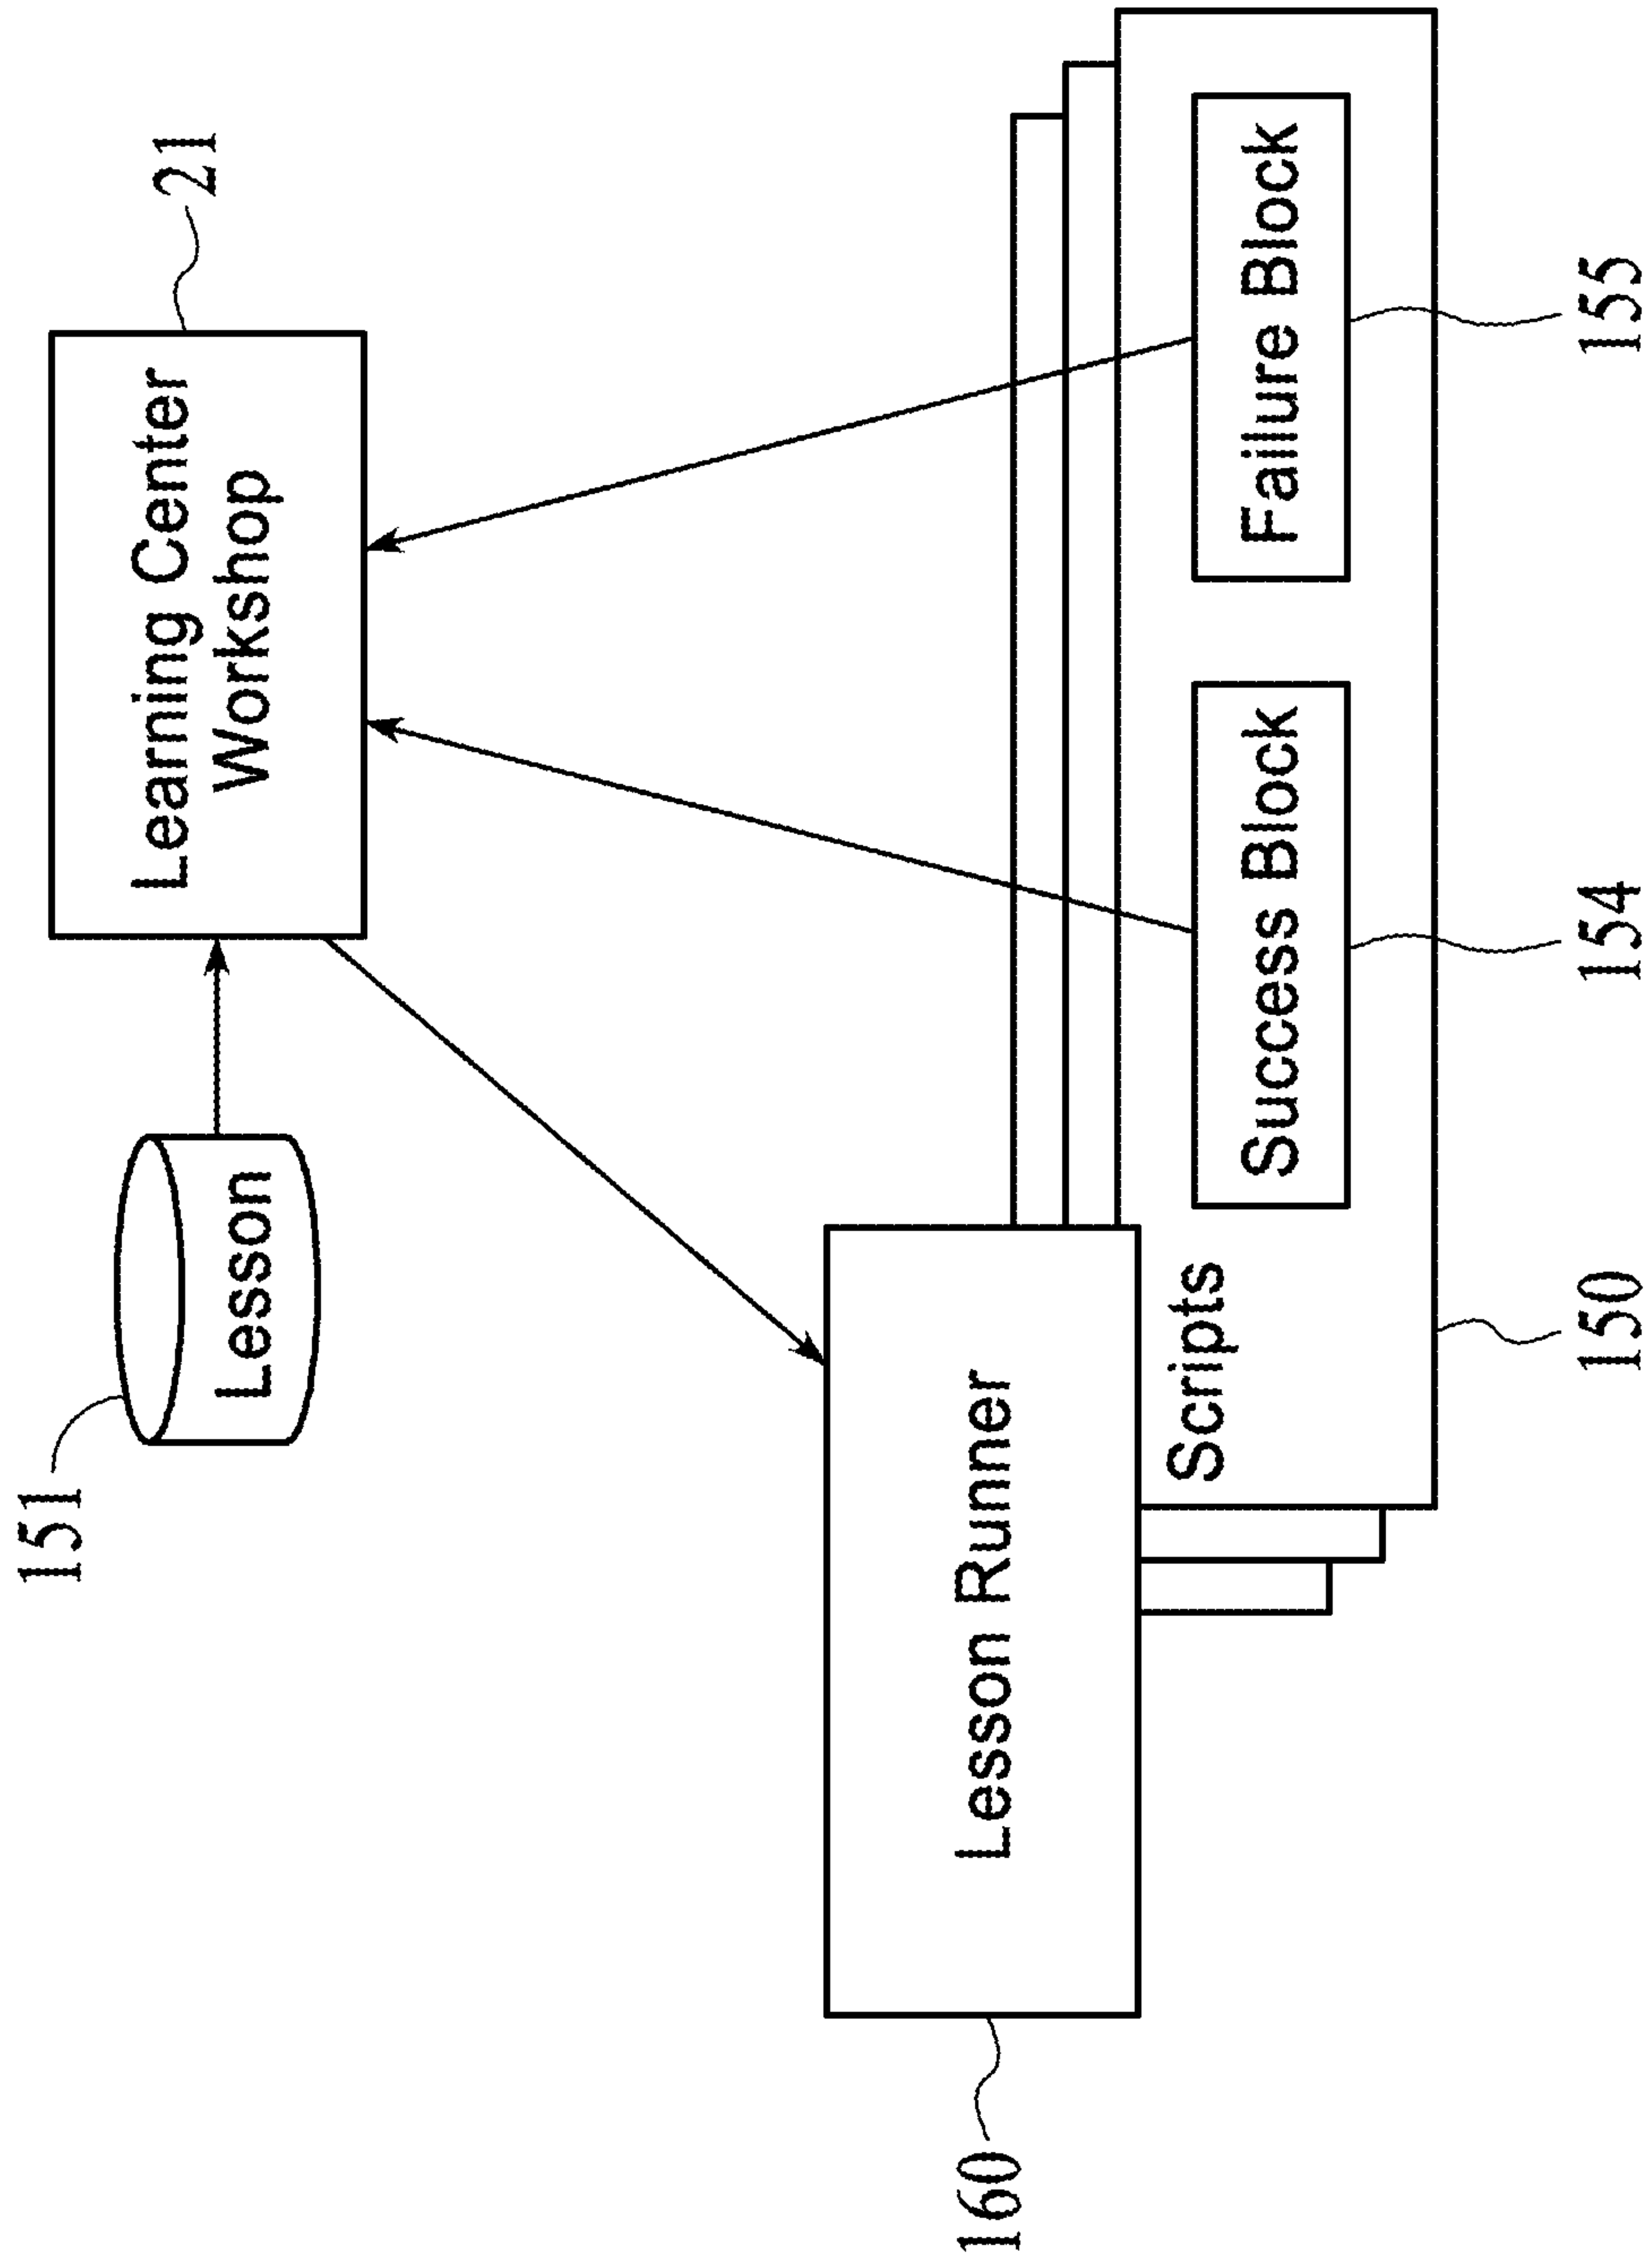 151
Lesson
Learning Center
Workshop
21
160
Lesson Runner
Scripts
Success Block
Failure Block
150
154
155